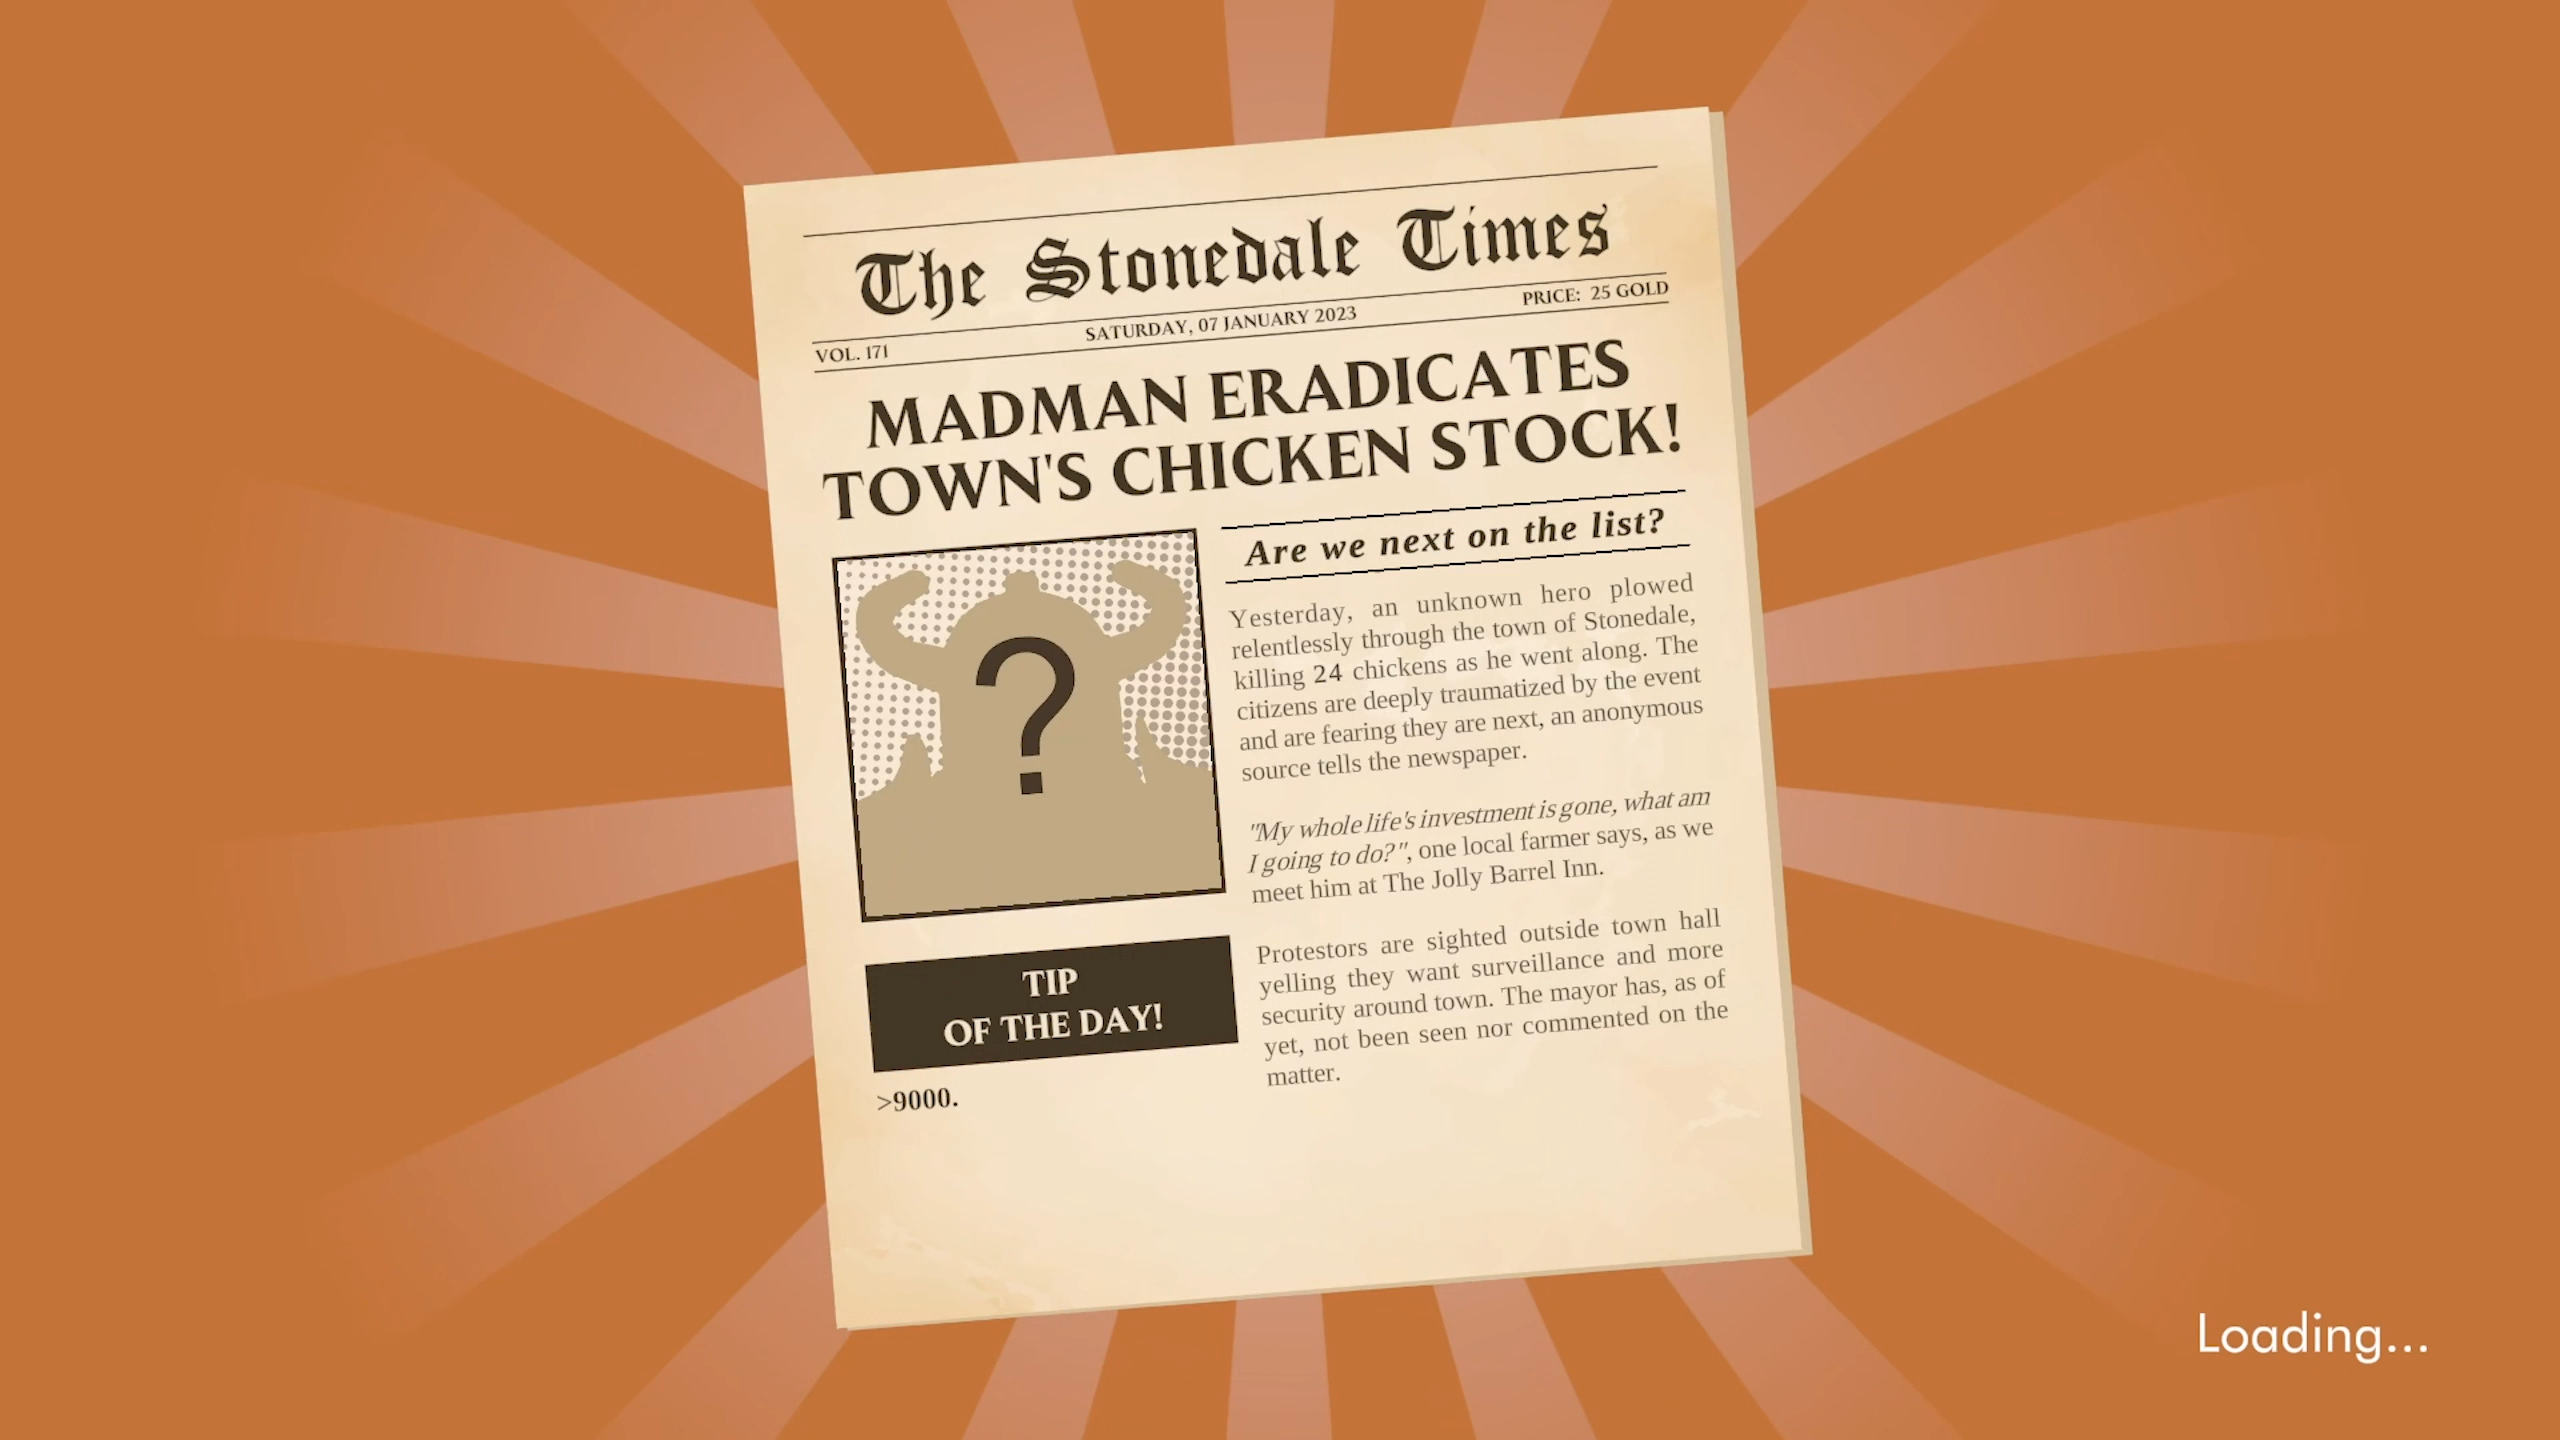 The Stonedale Times
VOL. 171
SATURDAY, 07 JANUARY 2023
PRICE: 25 GOLD
MADMAN ERADICATES
TOWN'S CHICKEN STOCK!
?
TIP
OF THE DAY!
>9000.
Are we next on the list?
Yesterday, an unknown hero plowed
relentlessly through the town of Stonedale,
killing 24 chickens as he went along. The
citizens are deeply traumatized by the event
and are fearing they are next, an anonymous
source tells the newspaper.
"My whole life's investment is gone, what am
I going to do?", one local farmer says, as we
meet him at The Jolly Barrel Inn.
Protestors are sighted outside town hall
yelling they want surveillance and more
security around town. The mayor has, as of
yet, not been seen nor commented on the
matter.
Loading...